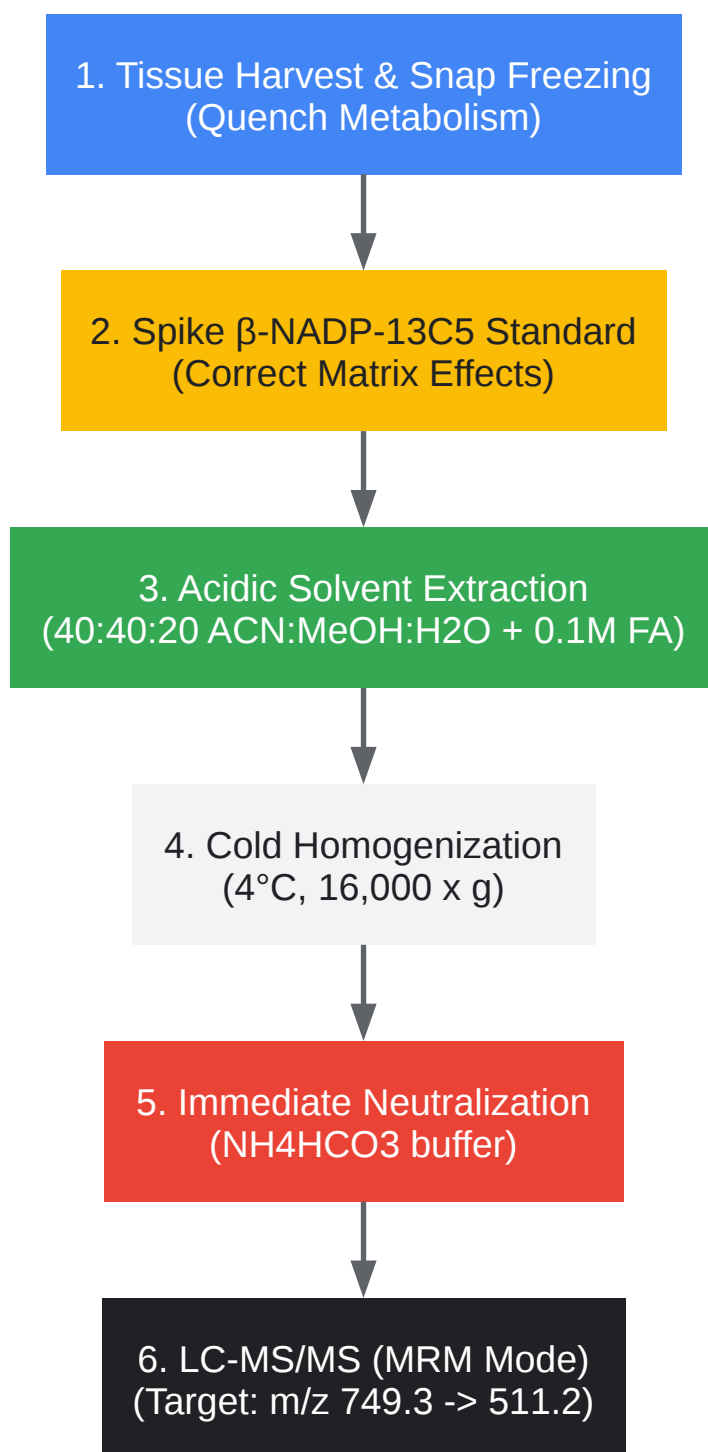 1. Tissue Harvest & Snap Freezing
(Quench Metabolism)
2. Spike β-NADP-13C5 Standard
(Correct Matrix Effects)
3. Acidic Solvent Extraction
(40:40:20 ACN:MeOH:H2O + 0.1M FA)
4. Cold Homogenization
(4°C, 16,000 x g)
5. Immediate Neutralization
(NH4HCO3 buffer)
6. LC-MS/MS (MRM Mode)
(Target: m/z 749.3 -> 511.2)